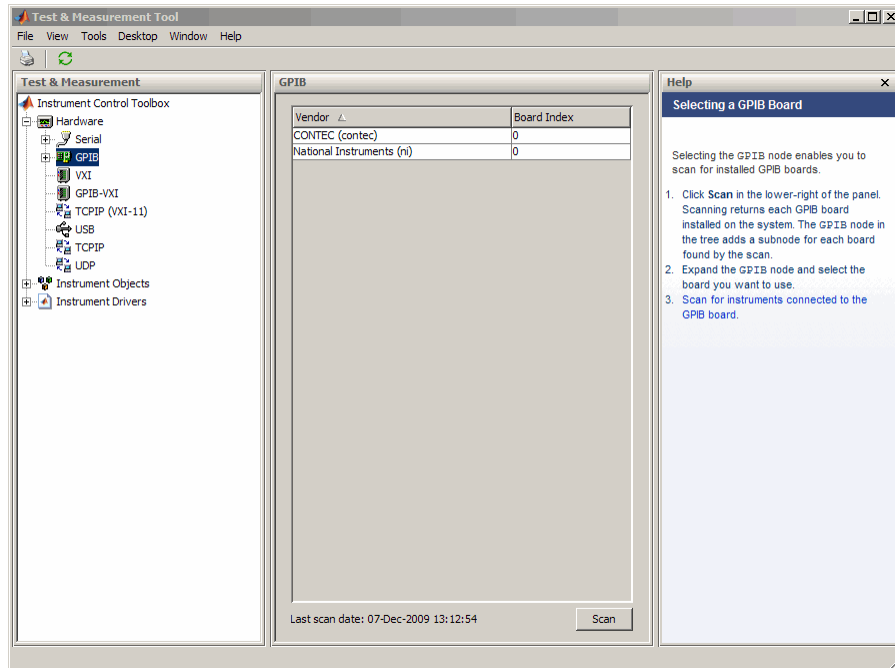 Test & Measurement Tool
File View Tools Desktop Window Help
Test & Measurement
Instrument Control Toolbox
Hardware
Serial
GPIB
VXI
GPIB-VXI
TCPIP (VXI-11)
USB
TCPIP
UDP
Instrument Objects
Instrument Drivers
GPIB
Vendor Board Index
CONTEC (contec) 0
National Instruments (ni) 0
Last scan date: 07-Dec-2009 13:12:54 Scan
Help
Selecting a GPIB Board
Selecting the GPIB node enables you to
scan for installed GPIB boards.
1. Click Scan in the lower-right of the panel.
Scanning returns each GPIB board
installed on the system. The GPIB node in
the tree adds a subnode for each board
found by the scan.
2. Expand the GPIB node and select the
board you want to use.
3. Scan for instruments connected to the
GPIB board.